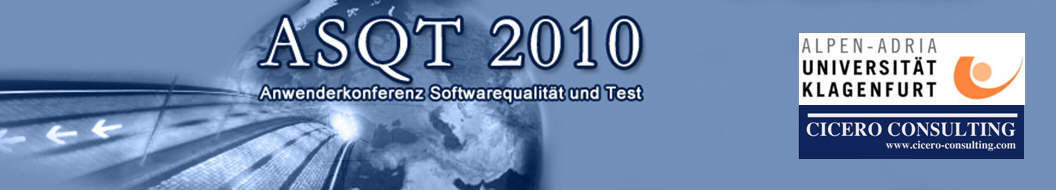 ASQT 2010
Anwenderkonferenz Softwarequalität und Test
ALPEN-ADRIA
UNIVERSITÄT
KLAGENFURT
CICERO CONSULTING
www.cicero-consulting.com